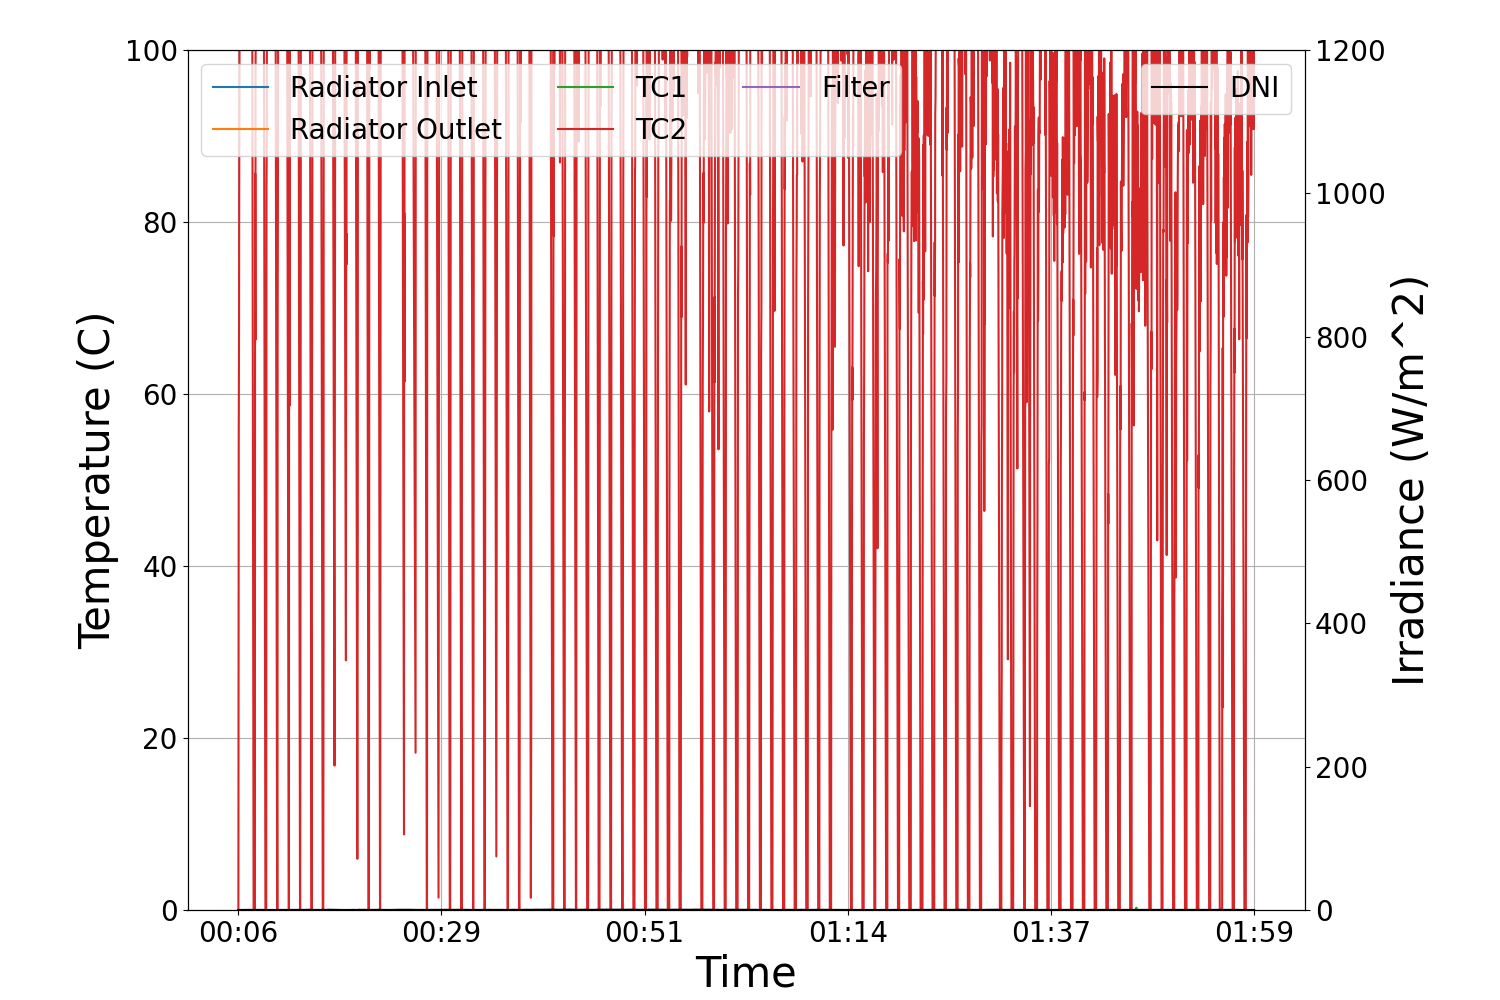 100
80
60
40
20
0
Temperature (C)
Radiator Inlet
Radiator Outlet
TC1
TC2
Filter
DNI
1200
1000
800
600
400
200
0
Irradiance (W/m^2)
00:06
00:29
00:51
01:14
01:37
01:59
Time